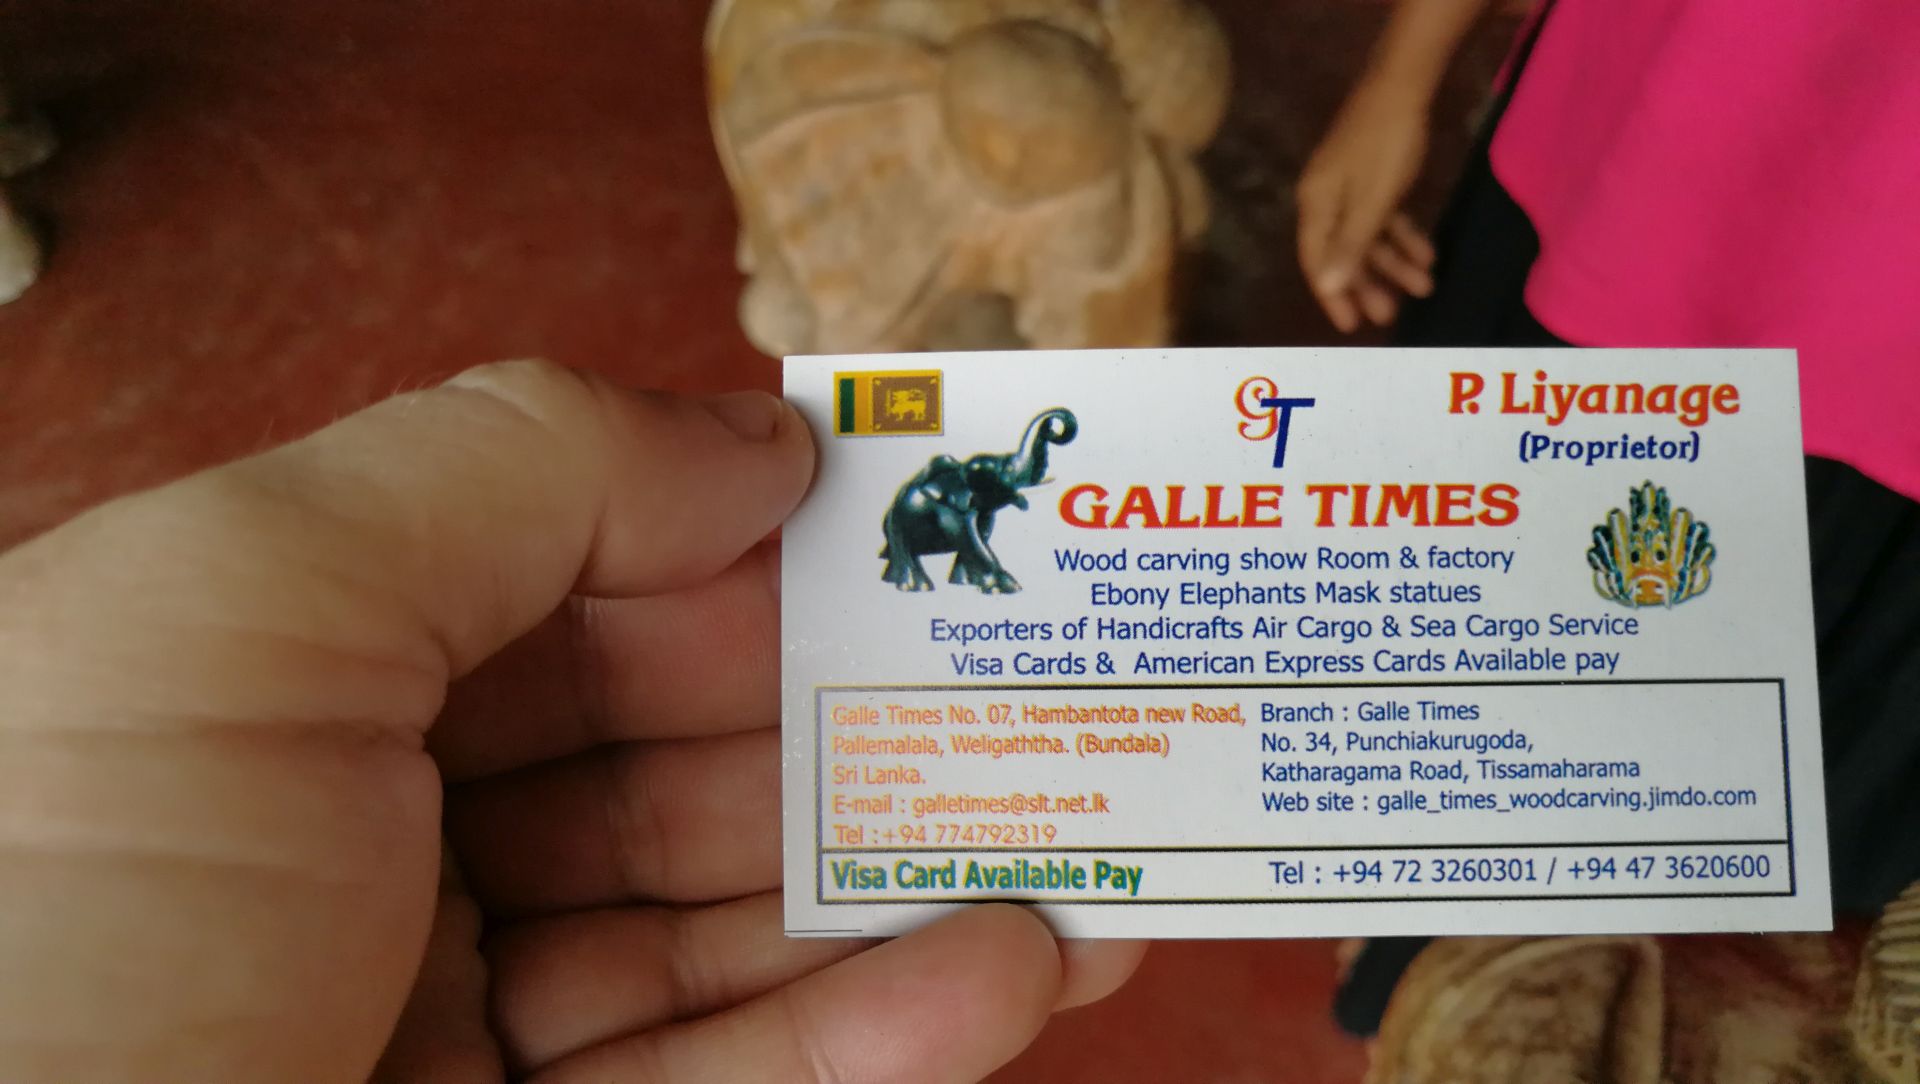 GT
P. Liyanage
(Proprietor)
GALLE TIMES
Wood carving show Room & factory
Ebony Elephants Mask statues
Exporters of Handicrafts Air Cargo & Sea Cargo Service
Visa Cards & American Express Cards Available pay
Galle Times No. 07, Hambantota new Road,
Pallemalala, Weligaththa. (Bundala)
Sri Lanka.
E-mail : galletimes@slt.net.lk
Tel :+94 774792319
Branch : Galle Times
No. 34, Punchiakurugoda,
Katharagama Road, Tissamaharama
Web site : galle_times_woodcarving.jimdo.com
Visa Card Available Pay
Tel : +94 72 3260301 / +94 47 3620600